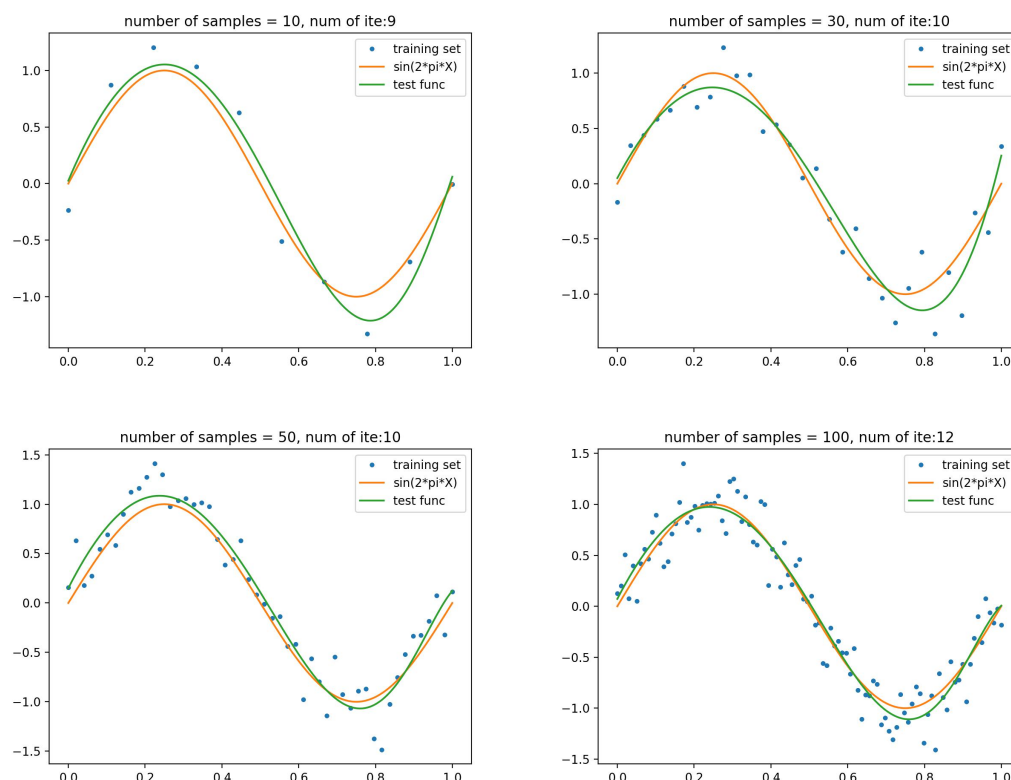 number of samples = 10, num of ite:9
training set
sin(2*pi*X)
test func
1.0
0.5
0.0
−0.5
−1.0
0.0 0.2 0.4 0.6 0.8 1.0
number of samples = 30, num of ite:10
training set
sin(2*pi*X)
test func
1.0
0.5
0.0
−0.5
−1.0
0.0 0.2 0.4 0.6 0.8 1.0
number of samples = 50, num of ite:10
training set
sin(2*pi*X)
test func
1.5
1.0
0.5
0.0
−0.5
−1.0
−1.5
0.0 0.2 0.4 0.6 0.8 1.0
number of samples = 100, num of ite:12
training set
sin(2*pi*X)
test func
1.5
1.0
0.5
0.0
−0.5
−1.0
−1.5
0.0 0.2 0.4 0.6 0.8 1.0